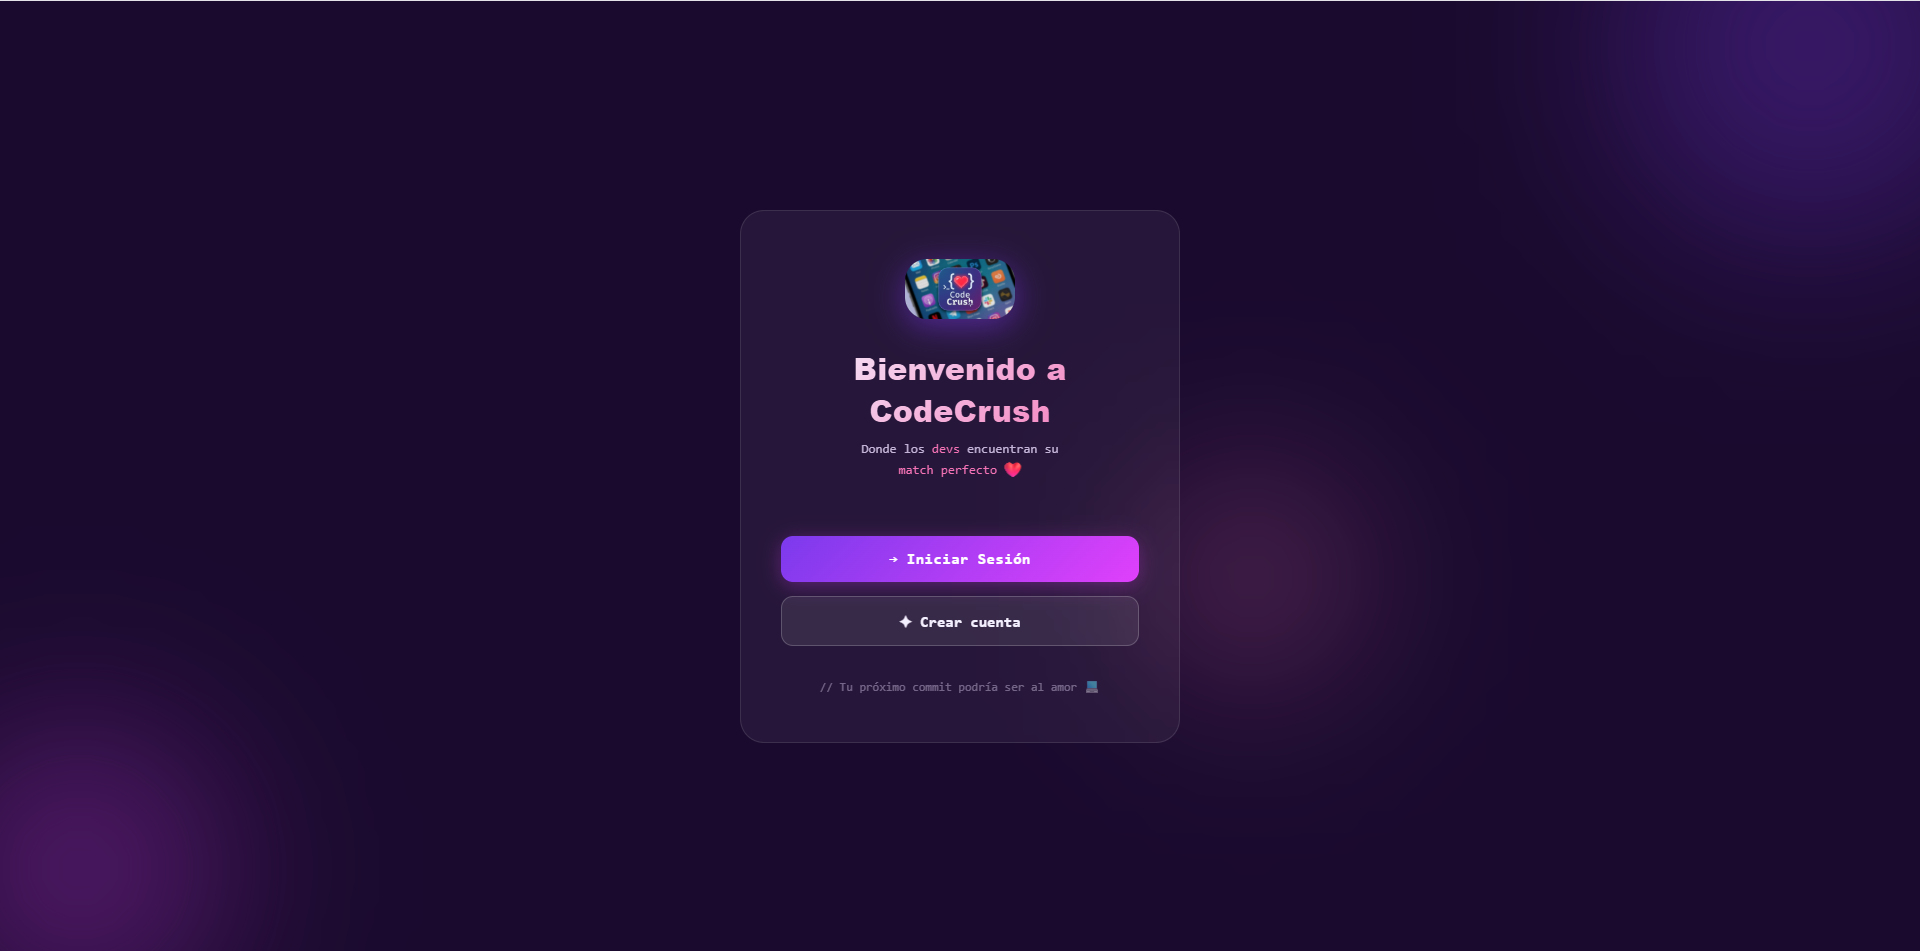 {❤️}
>_
Code
Crush
Bienvenido a
CodeCrush
Donde los devs encuentran su
match perfecto ❤️
→ Iniciar Sesión
✦ Crear cuenta
// Tu próximo commit podría ser al amor 💻